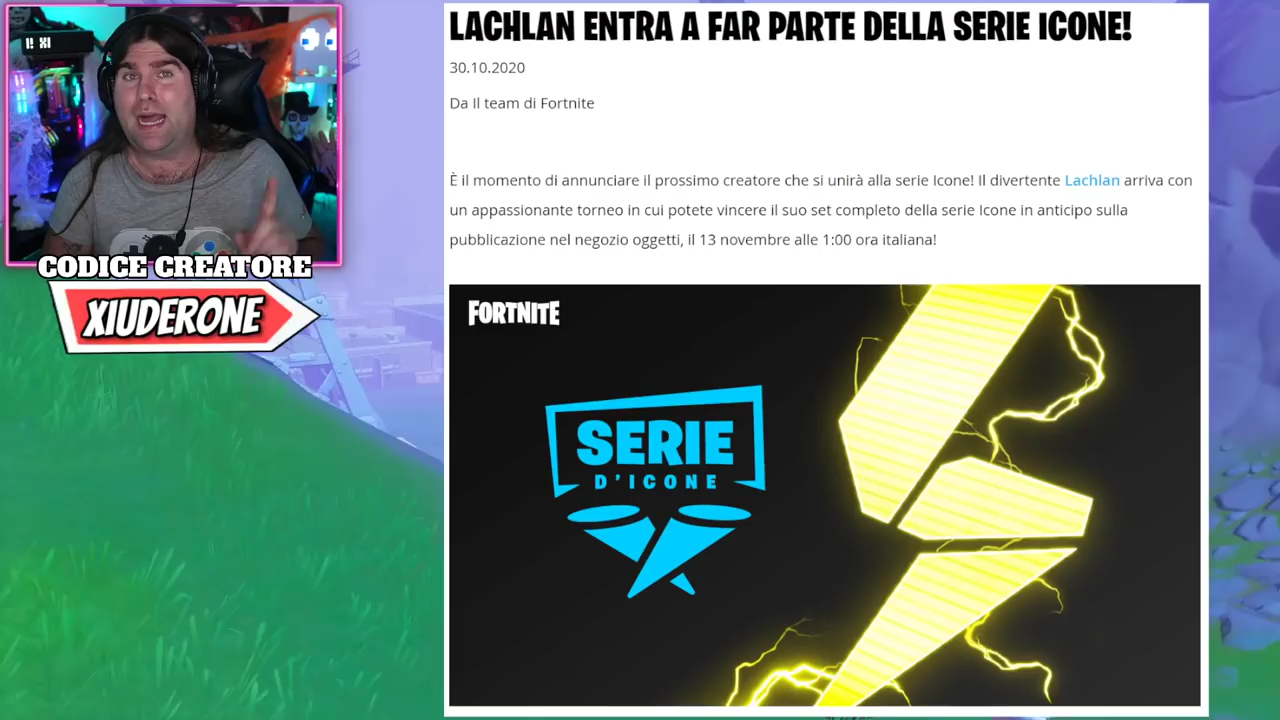 LACHLAN ENTRA A FAR PARTE DELLA SERIE ICONE!
30.10.2020
Da Il team di Fortnite
È il momento di annunciare il prossimo creatore che si unirà alla serie Icone! Il divertente Lachlan arriva con
un appassionante torneo in cui potete vincere il suo set completo della serie Icone in anticipo sulla
pubblicazione nel negozio oggetti, il 13 novembre alle 1:00 ora italiana!
CODICE CREATORE
XIUDERONE
FORTNITE
SERIE
D'ICONE